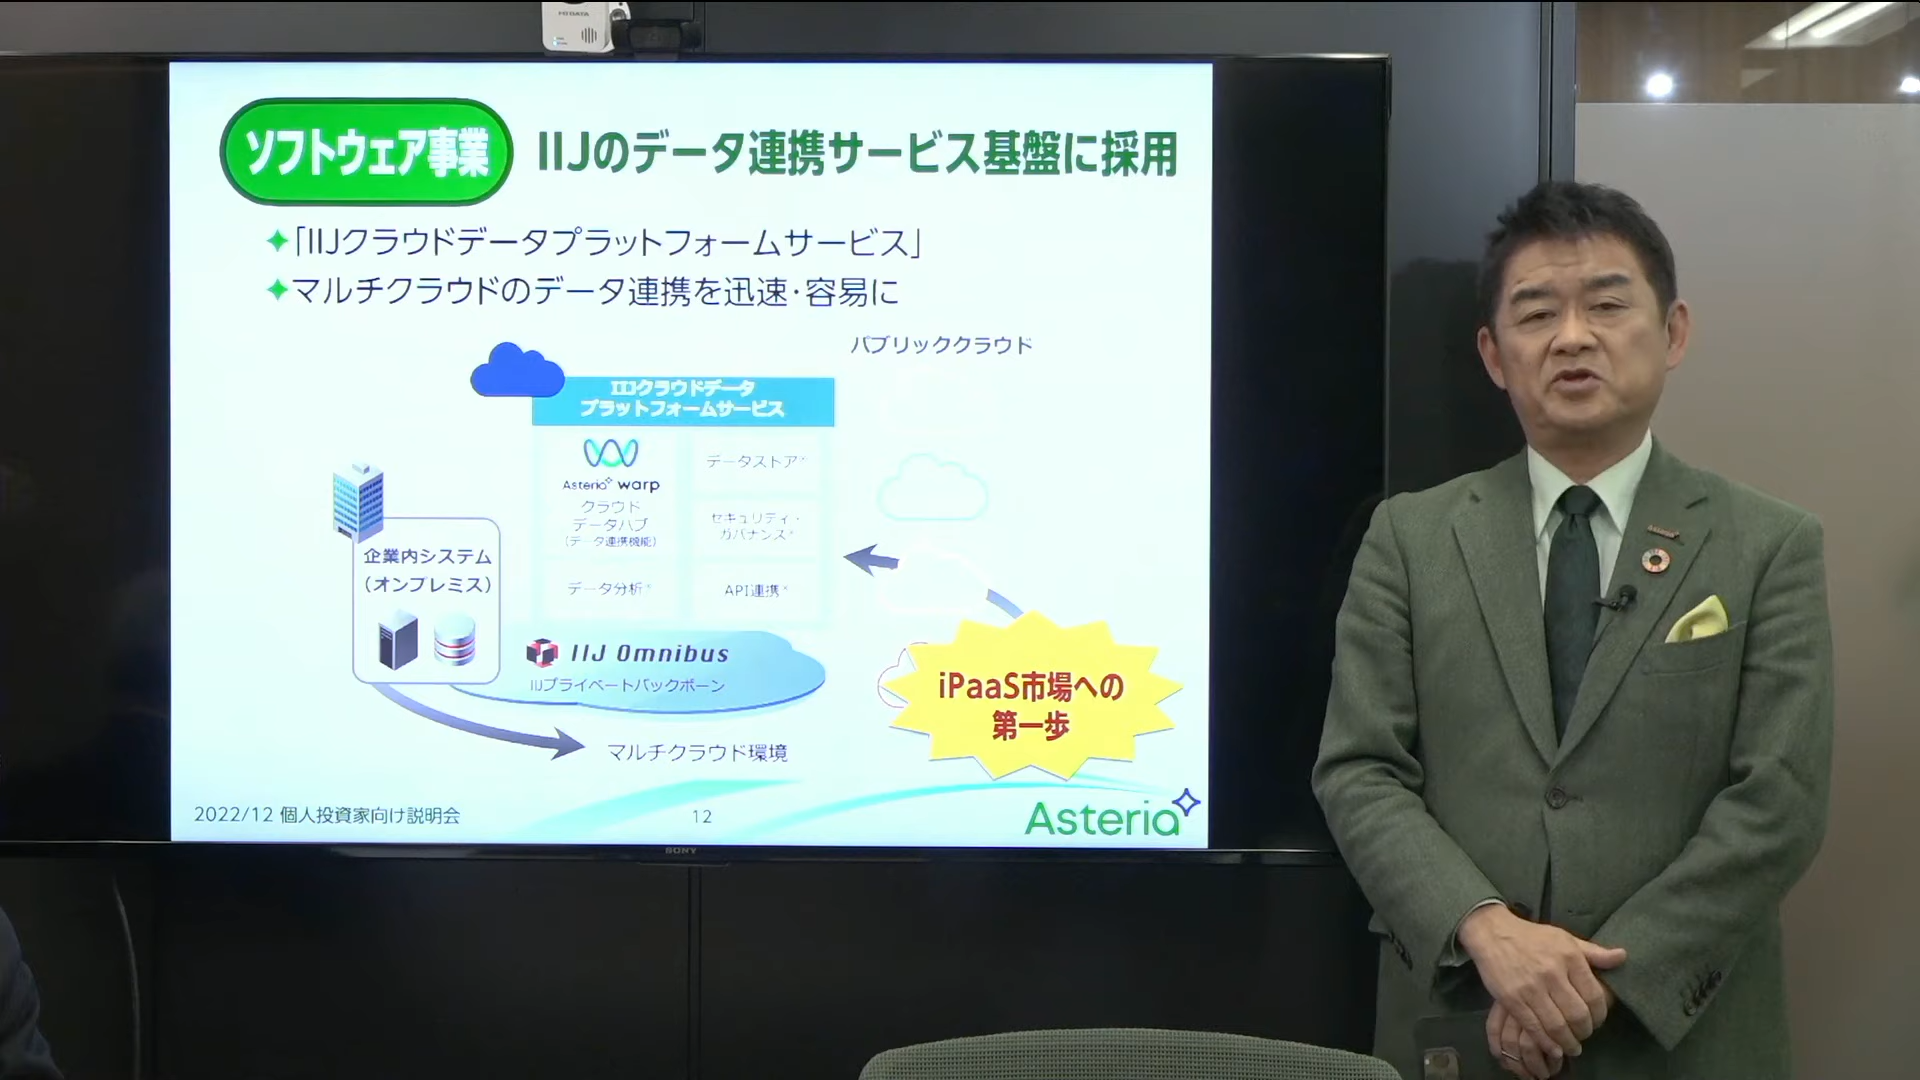 I-O DATA
ソフトウェア事業
IIJのデータ連携サービス基盤に採用
「IIJクラウドデータプラットフォームサービス」
マルチクラウドのデータ連携を迅速・容易に
パブリッククラウド
IIJクラウドデータ
プラットフォームサービス
Asteria warp
クラウド
データハブ
(データ連携機能)
データストア*
セキュリティ・
ガバナンス*
データ分析*
API連携*
企業内システム
(オンプレミス)
IIJ Omnibus
IIJプライベートバックボーン
iPaaS市場への
第一歩
マルチクラウド環境
2022/12 個人投資家向け説明会
12
Asteria
SONY